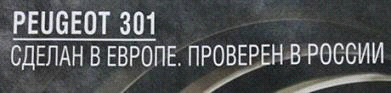 PEUGEOT 301
СДЕЛАН В ЕВРОПЕ. ПРОВЕРЕН В РОССИИ